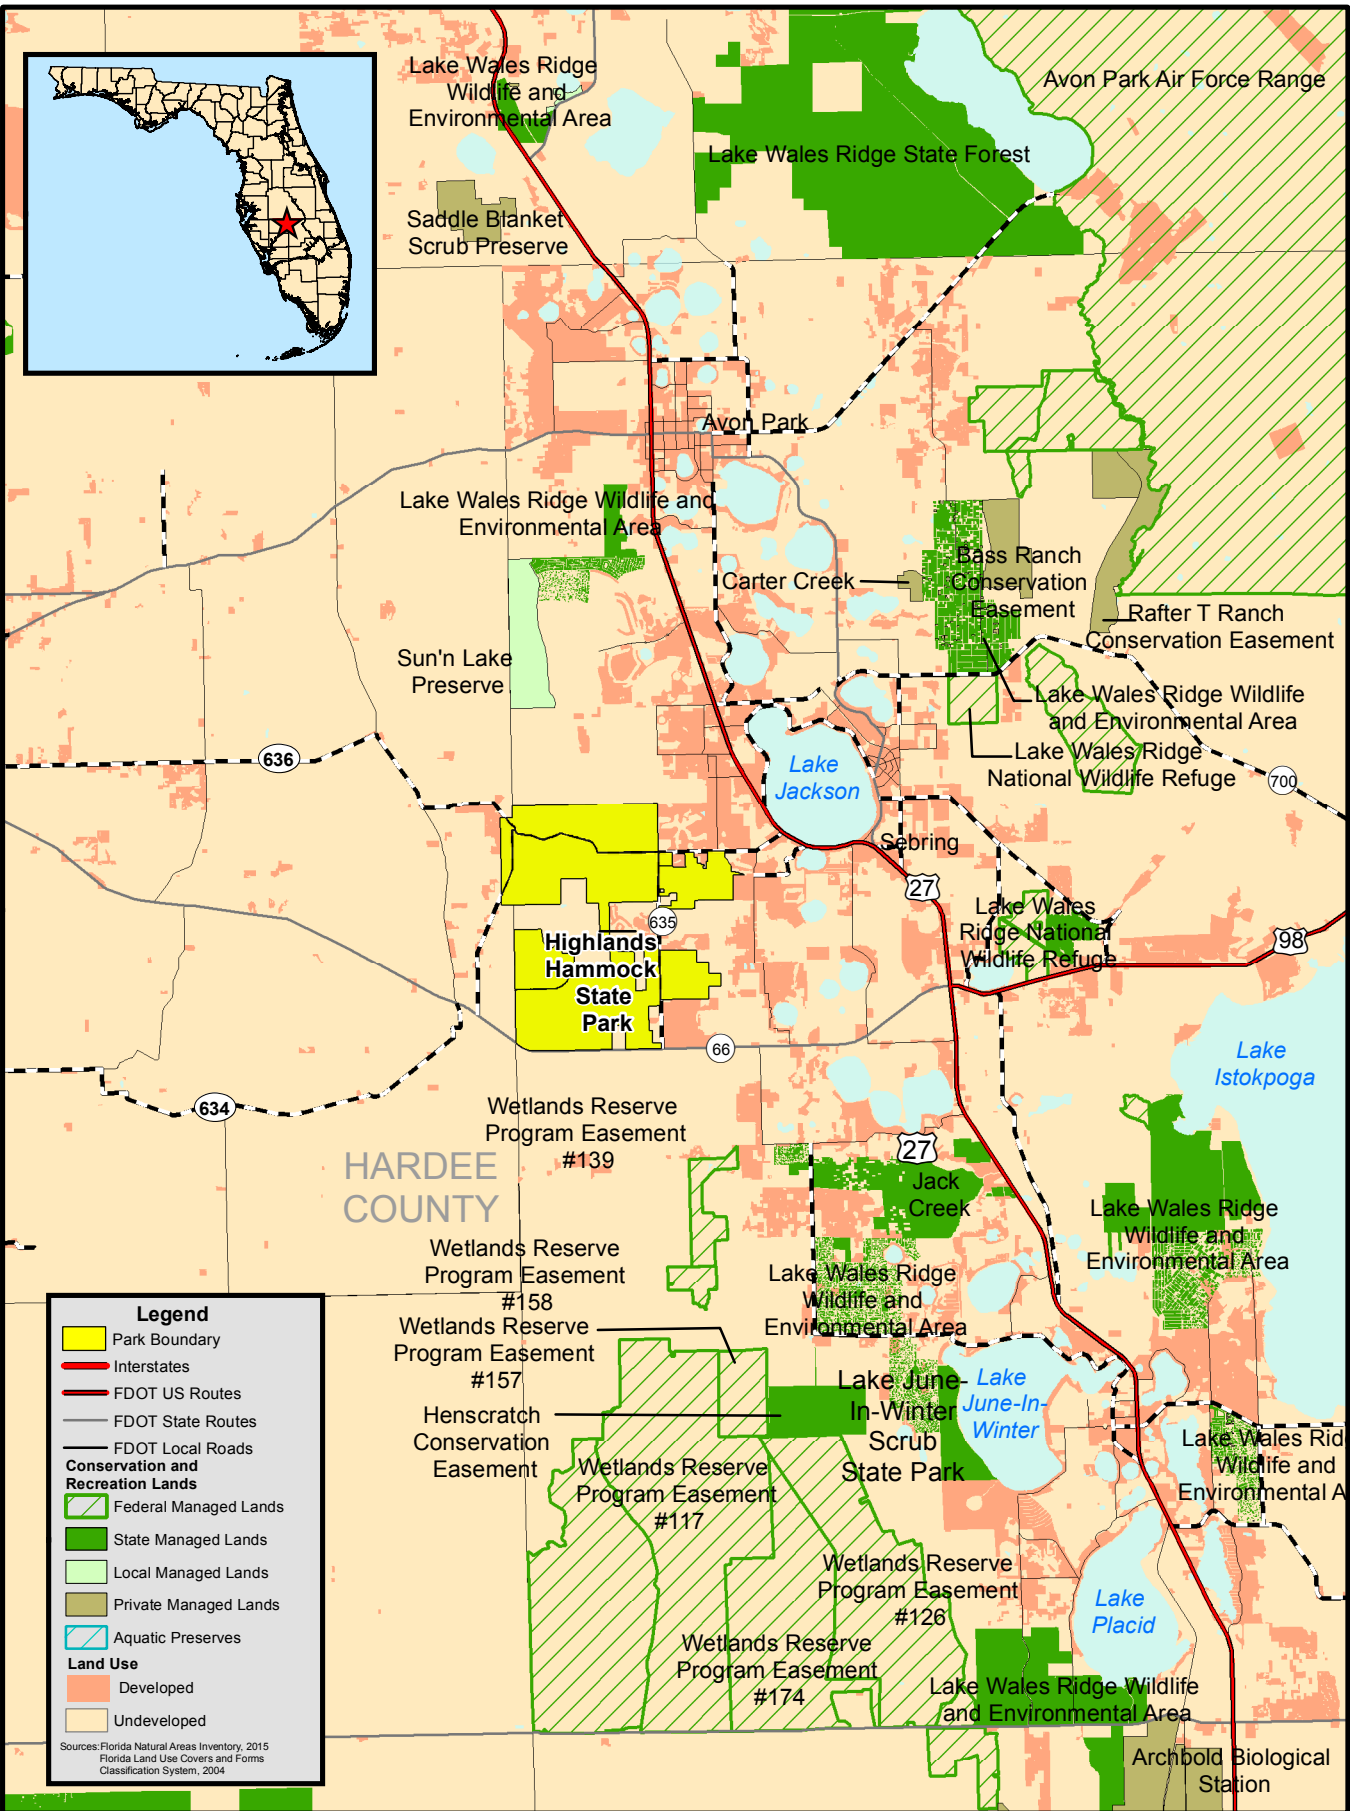 Lake Wales Ridge
Wildlife and
Environmental Area
Avon Park Air Force Range
Lake Wales Ridge State Forest
Saddle Blanket
Scrub Preserve
Avon Park
Lake Wales Ridge Wildlife and
Environmental Area
Bass Ranch
Conservation
Easement
Carter Creek
Rafter T Ranch
Conservation Easement
Sun'n Lake
Preserve
Lake Wales Ridge Wildlife
and Environmental Area
Lake Wales Ridge
National Wildlife Refuge
636
Lake
Jackson
700
Sebring
27
Lake Wales
Ridge National
Wildlife Refuge
635
98
Highlands
Hammock
State
Park
66
Lake
Istokpoga
634
Wetlands Reserve
Program Easement
#139
HARDEE
COUNTY
27
Jack
Creek
Lake Wales Ridge
Wildlife and
Environmental Area
Wetlands Reserve
Program Easement
#158
Lake Wales Ridge
Wildlife and
Environmental Area
Wetlands Reserve
Program Easement
#157
Lake June-
In-Winter
Scrub
State Park
Lake
June-In-
Winter
Henscratch
Conservation
Easement
Lake Wales Rid
Wildlife and
Environmental A
Wetlands Reserve
Program Easement
#117
Wetlands Reserve
Program Easement
#126
Lake
Placid
Wetlands Reserve
Program Easement
#174
Lake Wales Ridge Wildlife
and Environmental Area
Archbold Biological
Station
Legend
Park Boundary
Interstates
FDOT US Routes
FDOT State Routes
FDOT Local Roads
Conservation and
Recreation Lands
Federal Managed Lands
State Managed Lands
Local Managed Lands
Private Managed Lands
Aquatic Preserves
Land Use
Developed
Undeveloped
Sources:Florida Natural Areas Inventory, 2015
Florida Land Use Covers and Forms
Classification System, 2004